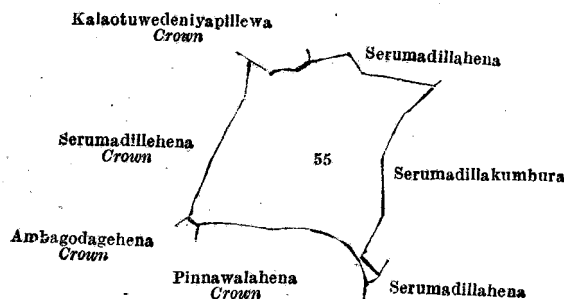 Kalaotuwedeniyapillewa
Crown
Serumadillahena
Serumadillehena
Crown
55
Serumadillakumbura
Ambagodagehena
Crown
Pinnawalahena
Crown
Serumadillahena